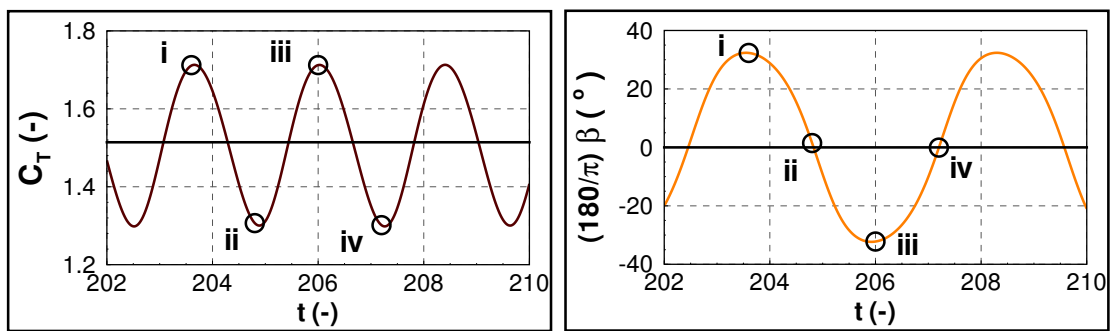 1.8
1.6
1.4
1.2
C_T (-)
i
iii
ii
iv
202 204 206 208 210
t (-)
40
20
0
-20
-40
(180/π) β ( º )
i
ii
iv
iii
202 204 206 208 210
t (-)